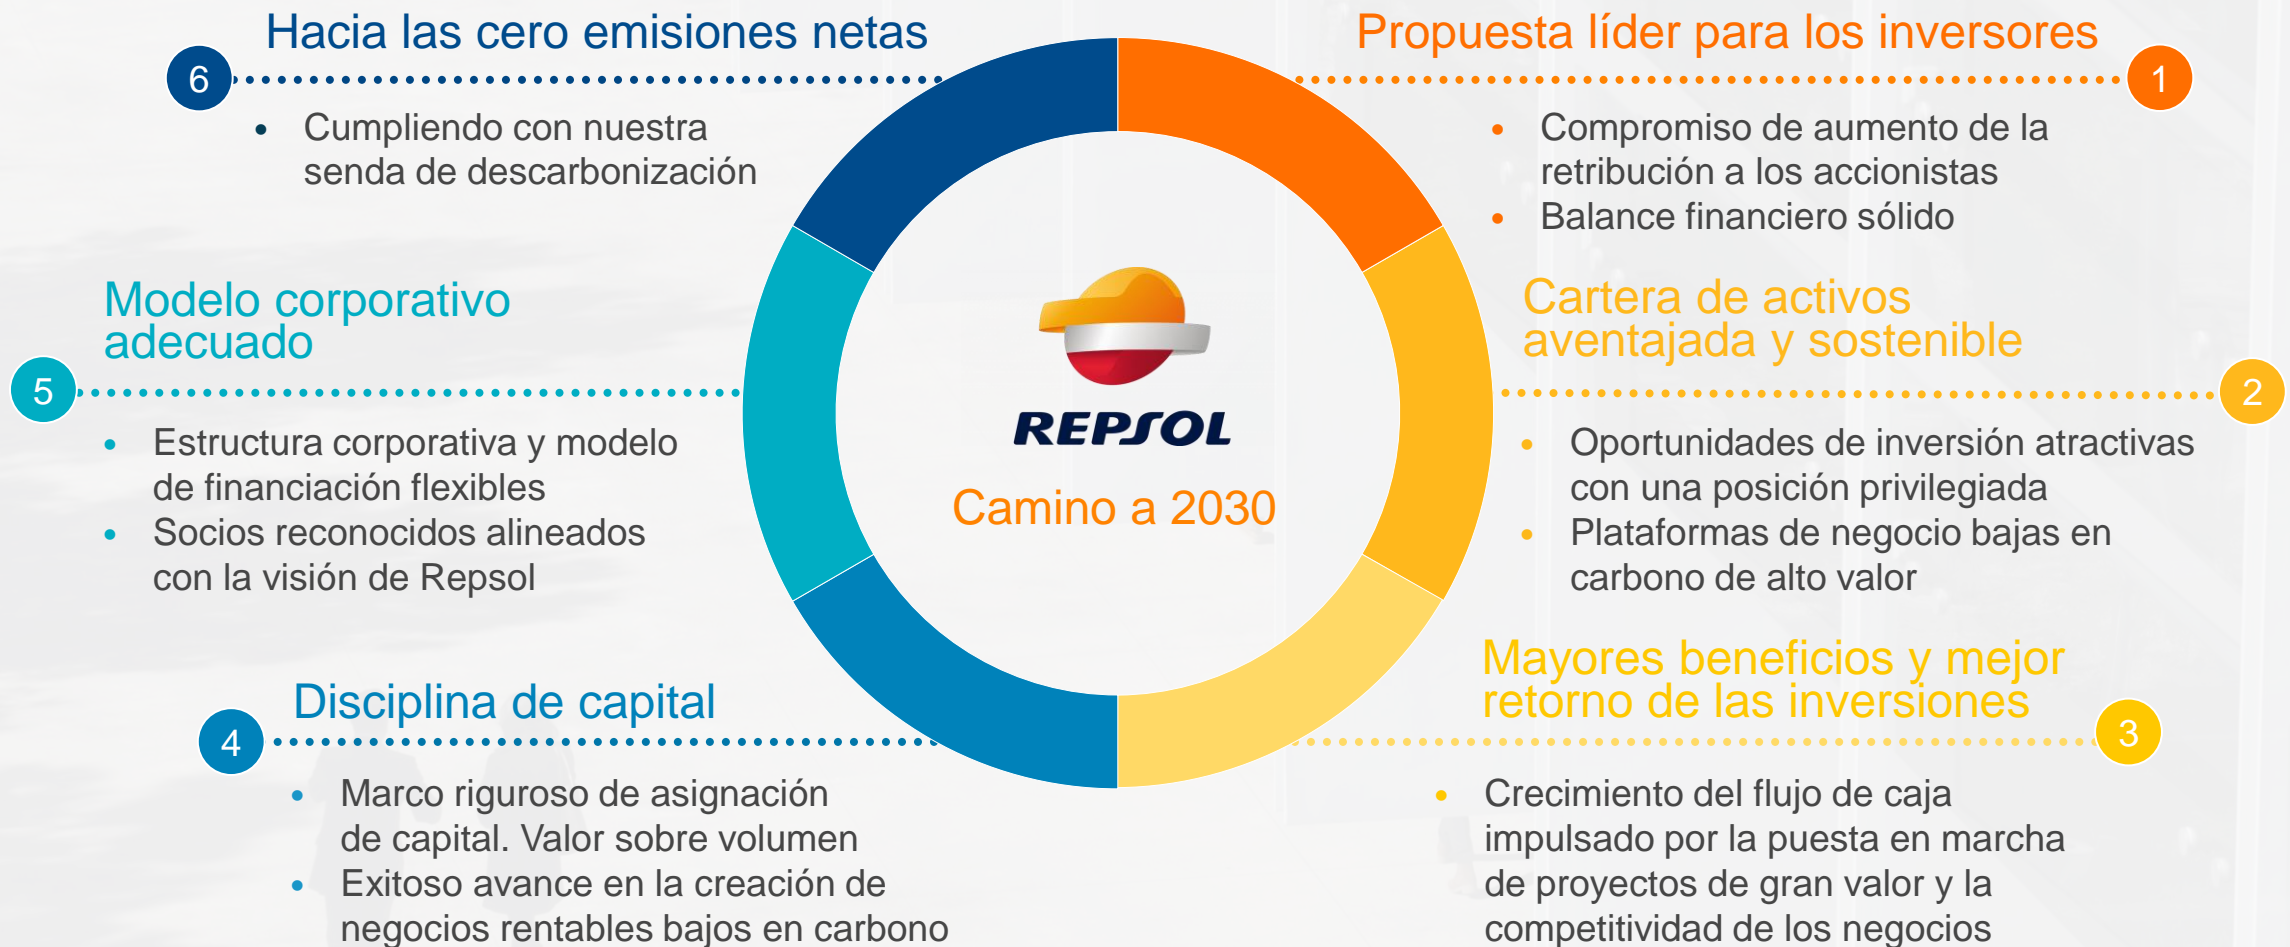 Propuesta líder para los inversores
1
• Compromiso de aumento de la
retribución a los accionistas
• Balance financiero sólido
Cartera de activos
aventajada y sostenible
2
• Oportunidades de inversión atractivas
con una posición privilegiada
• Plataformas de negocio bajas en
carbono de alto valor
Mayores beneficios y mejor
retorno de las inversiones
3
• Crecimiento del flujo de caja
impulsado por la puesta en marcha
de proyectos de gran valor y la
competitividad de los negocios
Disciplina de capital
4
• Marco riguroso de asignación
de capital. Valor sobre volumen
• Exitoso avance en la creación de
negocios rentables bajos en carbono
Modelo corporativo
adecuado
5
• Estructura corporativa y modelo
de financiación flexibles
• Socios reconocidos alineados
con la visión de Repsol
Hacia las cero emisiones netas
6
• Cumpliendo con nuestra
senda de descarbonización
REPSOL
Camino a 2030